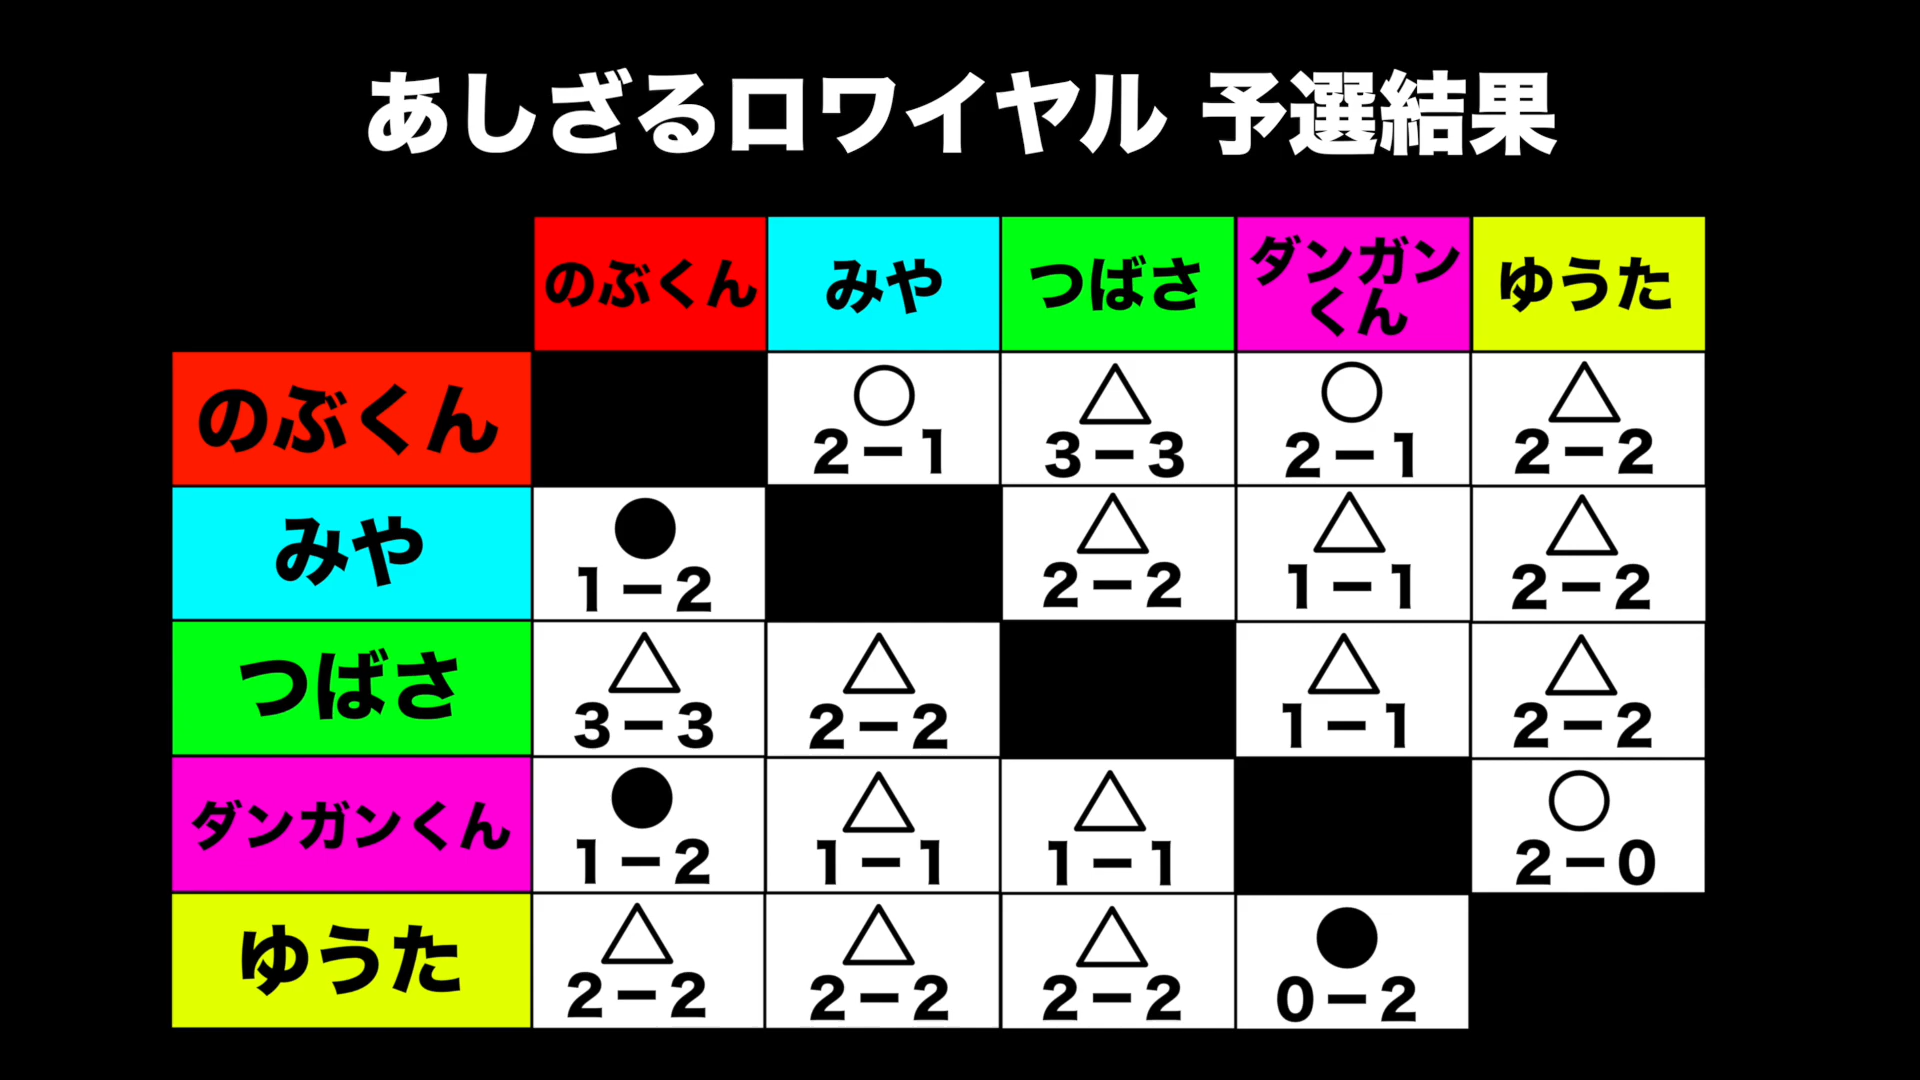 あしざるロワイヤル 予選結果
のぶくん みや つばさ ダンガン ゆうた
くん
のぶくん ○ △ ○ △
2-1 3-3 2-1 2-2
みや ● △ △ △
1-2 2-2 1-1 2-2
つばさ △ △ △ △
3-3 2-2 1-1 2-2
ダンガンくん ● △ △ ○
1-2 1-1 1-1 2-0
ゆうた △ △ △ ●
2-2 2-2 2-2 0-2